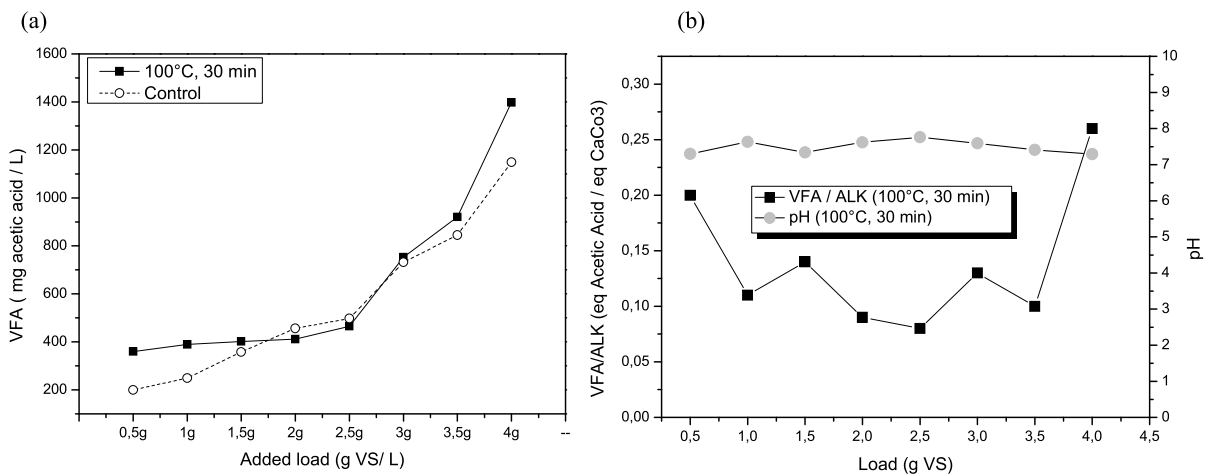 (a)
1600
1400
1200
1000
800
600
400
200
VFA ( mg acetic acid / L)
100°C, 30 min
Control
0,5g 1g 1,5g 2g 2,5g 3g 3,5g 4g --
Added load (g VS/ L)
(b)
0,30
0,25
0,20
0,15
0,10
0,05
0,00
VFA/ALK (eq Acetic Acid / eq CaCo3)
VFA / ALK (100°C, 30 min)
pH (100°C, 30 min)
10
9
8
7
6
5
4
3
2
1
0
pH
0,5 1,0 1,5 2,0 2,5 3,0 3,5 4,0 4,5
Load (g VS)